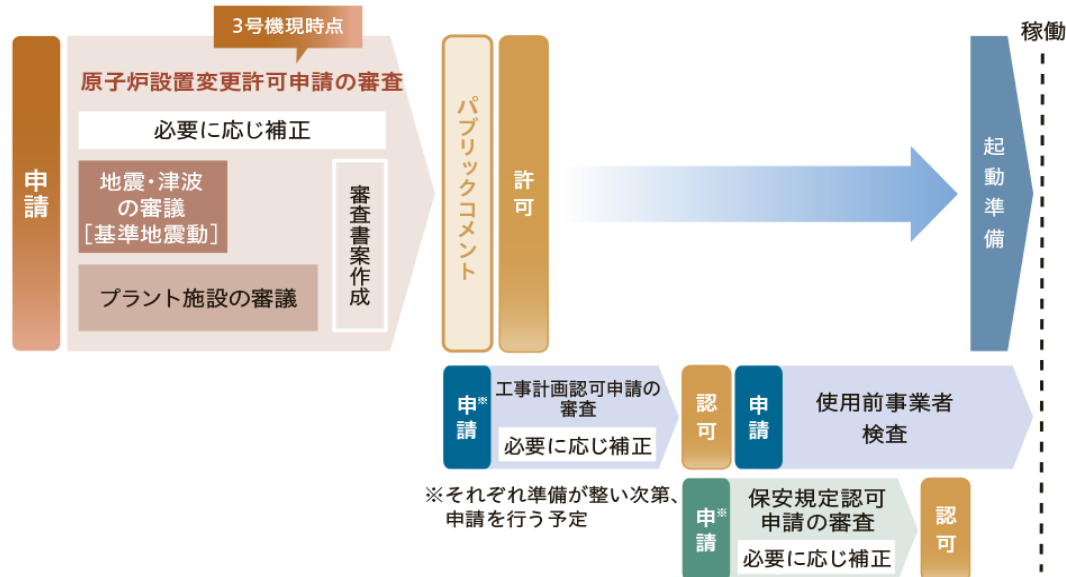 3号機現時点
稼働
申請
原子炉設置変更許可申請の審査
必要に応じ補正
地震・津波
の審議
[基準地震動]
プラント施設の審議
審査書案作成
パブリックコメント
許可
起動準備
申請※
工事計画認可申請の
審査
必要に応じ補正
認可
申請
使用前事業者
検査
※それぞれ準備が整い次第、
申請を行う予定
申請※
保安規定認可
申請の審査
必要に応じ補正
認可